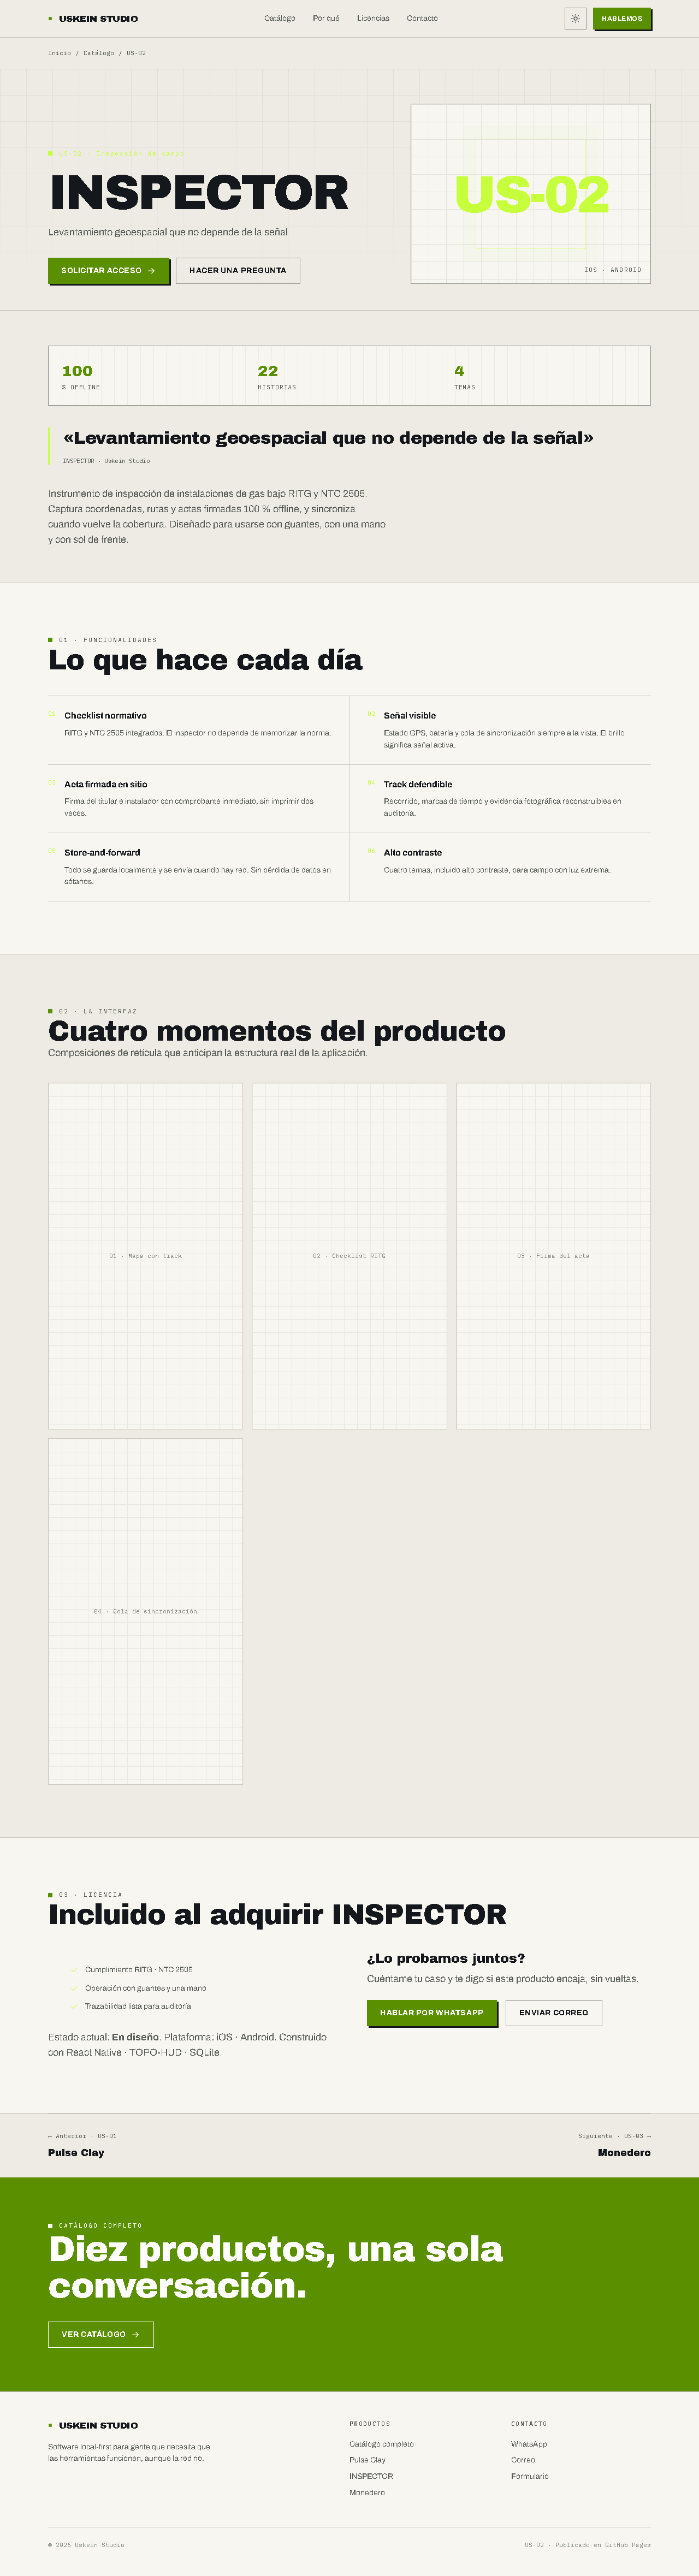 USKEIN STUDIO
Catálogo Por qué Licencias Contacto
HABLEMOS
Inicio / Catálogo / US-02
US-02 · Inspección de campo
INSPECTOR
Levantamiento geoespacial que no depende de la señal
SOLICITAR ACCESO →
HACER UNA PREGUNTA
US-02
IOS · ANDROID
100
% OFFLINE
22
HISTORIAS
4
TEMAS
«Levantamiento geoespacial que no depende de la señal»
INSPECTOR · Uskein Studio
Instrumento de inspección de instalaciones de gas bajo RITG y NTC 2505.
Captura coordenadas, rutas y actas firmadas 100 % offline, y sincroniza
cuando vuelve la cobertura. Diseñado para usarse con guantes, con una mano
y con sol de frente.
01 · FUNCIONALIDADES
Lo que hace cada día
01
Checklist normativo
RITG y NTC 2505 integrados. El inspector no depende de memorizar la norma.
02
Señal visible
Estado GPS, batería y cola de sincronización siempre a la vista. El brillo
significa señal activa.
03
Acta firmada en sitio
Firma del titular e instalador con comprobante inmediato, sin imprimir dos
veces.
04
Track defendible
Recorrido, marcas de tiempo y evidencia fotográfica reconstruibles en
auditoría.
05
Store-and-forward
Todo se guarda localmente y se envía cuando hay red. Sin pérdida de datos en
sótanos.
06
Alto contraste
Cuatro temas, incluido alto contraste, para campo con luz extrema.
02 · LA INTERFAZ
Cuatro momentos del producto
Composiciones de retícula que anticipan la estructura real de la aplicación.
01 · Mapa con track
02 · Checklist RITG
03 · Firma del acta
04 · Cola de sincronización
03 · LICENCIA
Incluido al adquirir INSPECTOR
✓ Cumplimiento RITG · NTC 2505
✓ Operación con guantes y una mano
✓ Trazabilidad lista para auditoría
Estado actual: En diseño. Plataforma: iOS · Android. Construido
con React Native · TOPO-HUD · SQLite.
¿Lo probamos juntos?
Cuéntame tu caso y te digo si este producto encaja, sin vueltas.
HABLAR POR WHATSAPP
ENVIAR CORREO
← Anterior · US-01
Pulse Clay
Siguiente · US-03 →
Monedero
CATÁLOGO COMPLETO
Diez productos, una sola
conversación.
VER CATÁLOGO →
USKEIN STUDIO
Software local-first para gente que necesita que
las herramientas funcionen, aunque la red no.
PRODUCTOS
Catálogo completo
Pulse Clay
INSPECTOR
Monedero
CONTACTO
WhatsApp
Correo
Formulario
© 2026 Uskein Studio
US-02 · Publicado en GitHub Pages